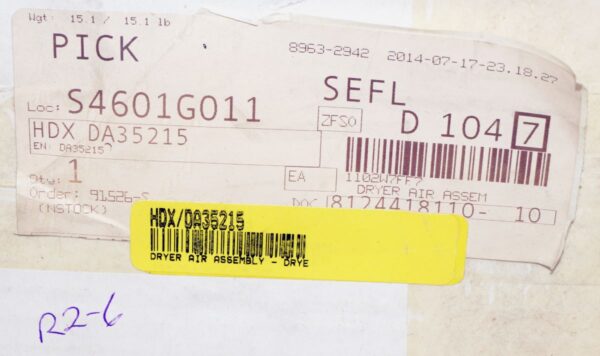 Wgt: 15.1 / 15.1 lb
PICK
8963-2942 2014-07-17-23.18.27
SEFL
Loc: S4601G011
ZFSO D 104 7
HDX DA35215
EN: DA35215
EA
1102W7FF7
DRYER AIR ASSEM
Qty: 1
Order: 91526-S
(NSTOCK)
DOC 8124418110- 10
HDX/DA35215
DRYER AIR ASSEMBLY - DRYE
R2-6